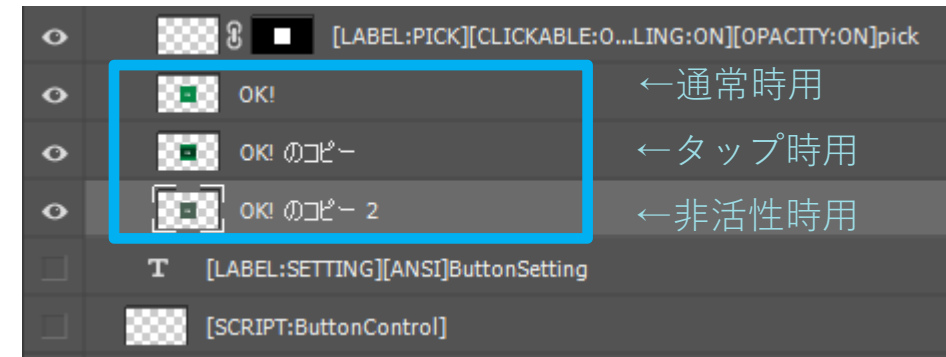 [LABEL:PICK][CLICKABLE:O...LING:ON][OPACITY:ON]pick
OK! ←通常時用
OK! のコピー ←タップ時用
OK! のコピー 2 ←非活性時用
T [LABEL:SETTING][ANSI]ButtonSetting
[SCRIPT:ButtonControl]